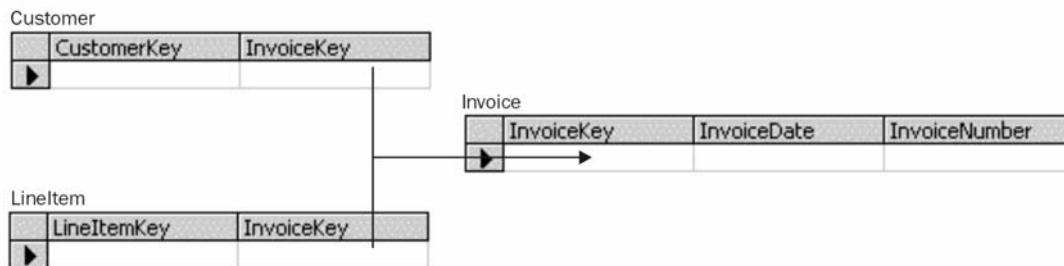 Customer
CustomerKey InvoiceKey
Invoice
InvoiceKey InvoiceDate InvoiceNumber
LineItem
LineItemKey InvoiceKey